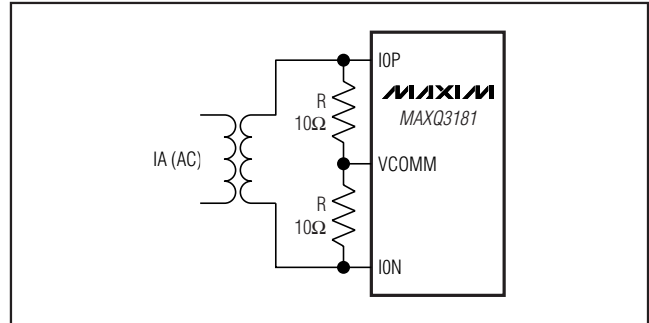 I0P
MAXIM
R
10Ω
MAXQ3181
IA (AC)
VCOMM
R
10Ω
I0N